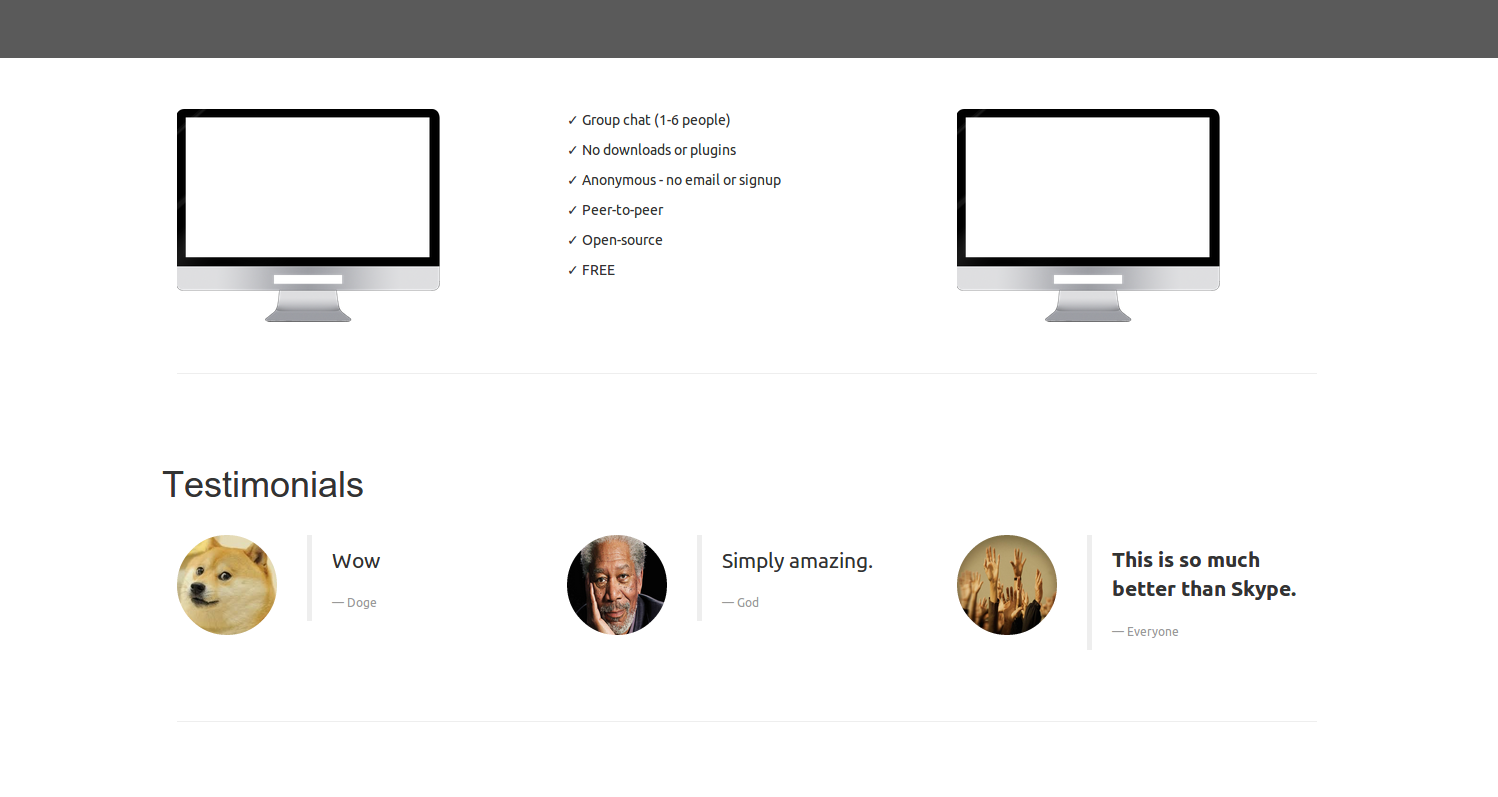 ✓ Group chat (1-6 people)
✓ No downloads or plugins
✓ Anonymous - no email or signup
✓ Peer-to-peer
✓ Open-source
✓ FREE
Testimonials
Wow
— Doge
Simply amazing.
— God
This is so much
better than Skype.
— Everyone